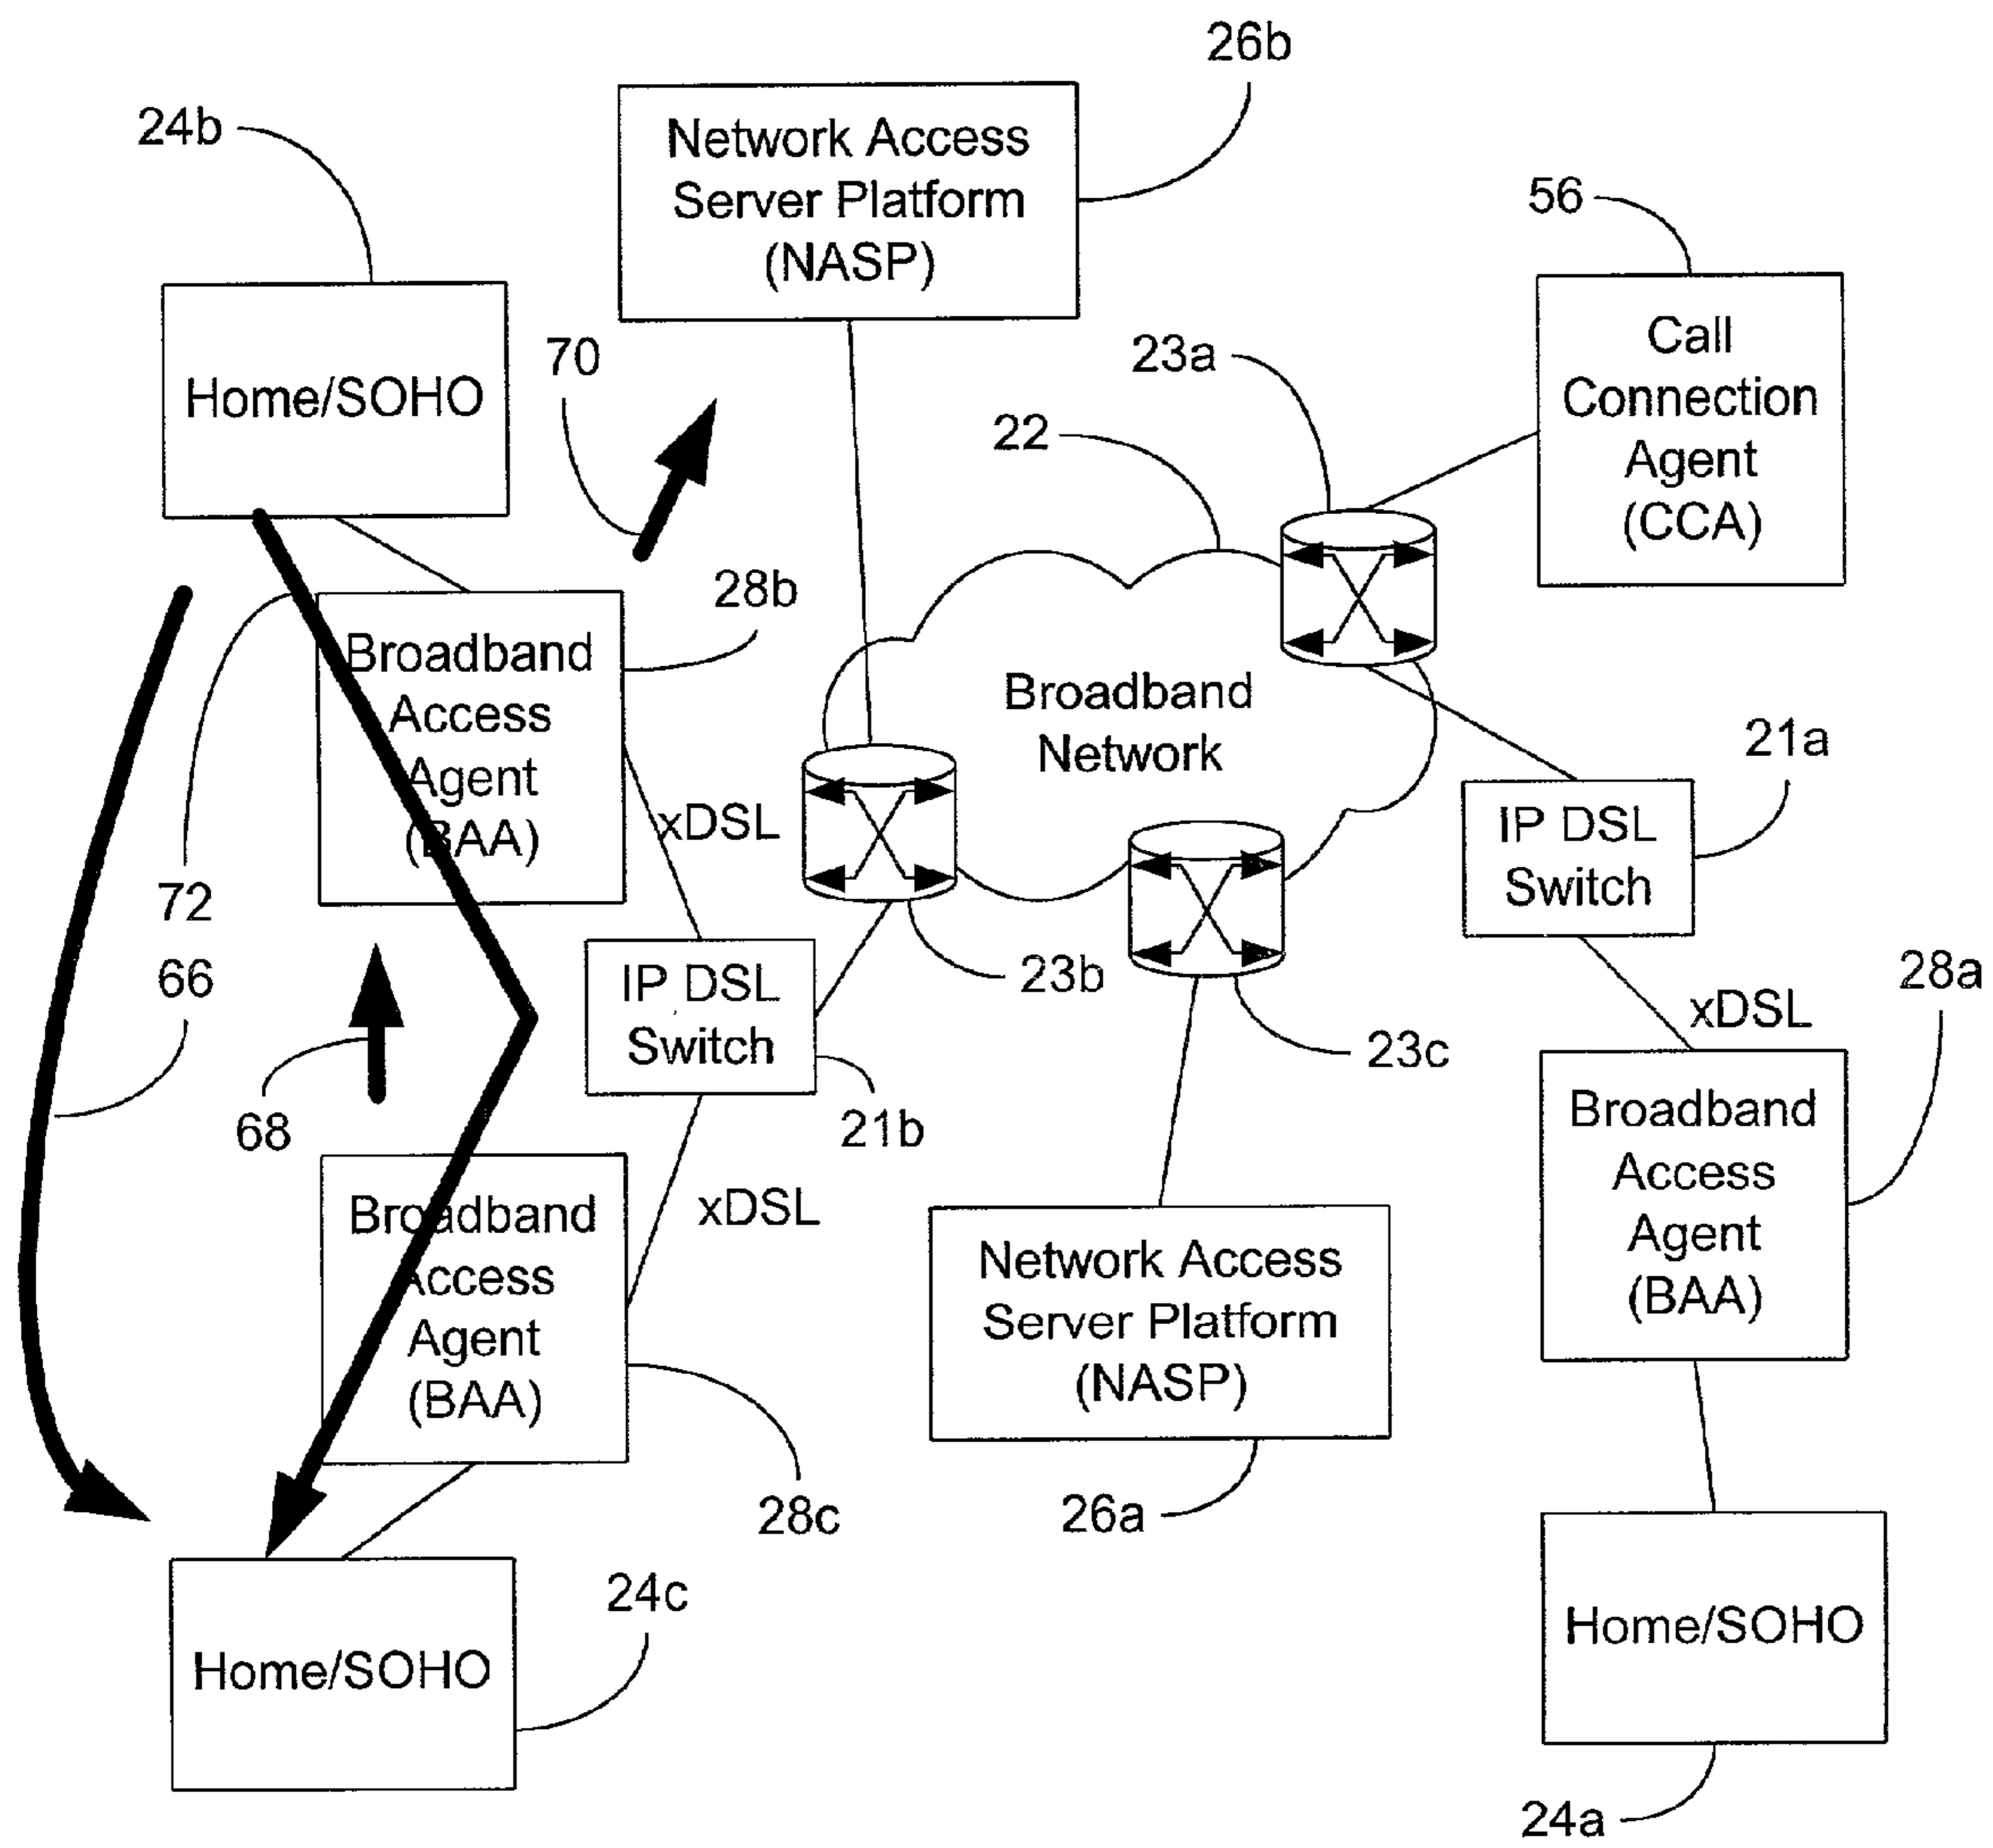 26b
24b
Network Access
Server Platform
(NASP)
56
Home/SOHO
70
23a
22
Call
Connection
Agent
(CCA)
28b
Broadband
Access
Agent
(BAA)
Broadband
Network
21a
xDSL
IP DSL
Switch
72
66
IP DSL
Switch
23b
28a
xDSL
23c
68
21b
Broadband
Access
Agent
(BAA)
xDSL
Broadband
Access
Agent
(BAA)
Network Access
Server Platform
(NASP)
28c
26a
24c
Home/SOHO
Home/SOHO
24a